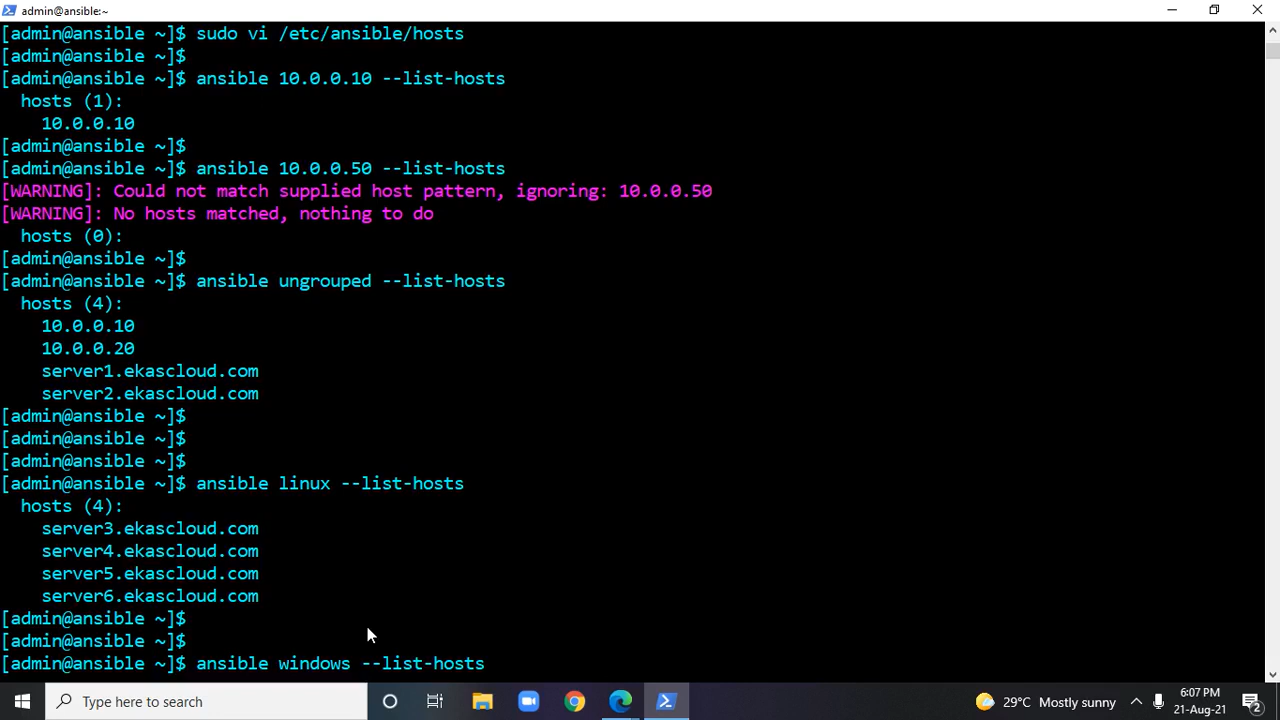 admin@ansible:~
[admin@ansible ~]$ sudo vi /etc/ansible/hosts
[admin@ansible ~]$
[admin@ansible ~]$ ansible 10.0.0.10 --list-hosts
  hosts (1):
    10.0.0.10
[admin@ansible ~]$
[admin@ansible ~]$ ansible 10.0.0.50 --list-hosts
[WARNING]: Could not match supplied host pattern, ignoring: 10.0.0.50
[WARNING]: No hosts matched, nothing to do
  hosts (0):
[admin@ansible ~]$
[admin@ansible ~]$ ansible ungrouped --list-hosts
  hosts (4):
    10.0.0.10
    10.0.0.20
    server1.ekascloud.com
    server2.ekascloud.com
[admin@ansible ~]$
[admin@ansible ~]$
[admin@ansible ~]$
[admin@ansible ~]$ ansible linux --list-hosts
  hosts (4):
    server3.ekascloud.com
    server4.ekascloud.com
    server5.ekascloud.com
    server6.ekascloud.com
[admin@ansible ~]$
[admin@ansible ~]$
[admin@ansible ~]$ ansible windows --list-hosts
Type here to search
29°C Mostly sunny
6:07 PM
21-Aug-21
2